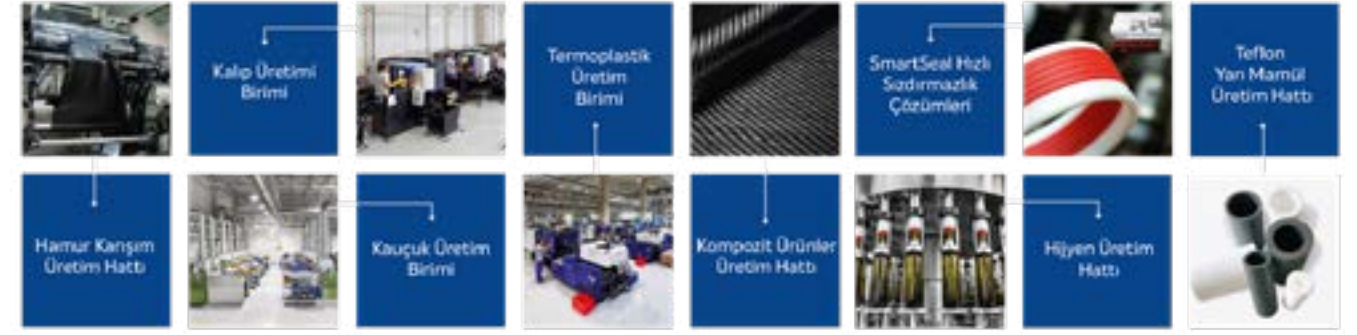 Kalıp Üretimi
Birimi
Termoplastik
Üretim
Birimi
SmartSeal Hızlı
Sızdırmazlık
Çözümleri
Teflon
Yarı Mamül
Üretim Hattı
Hamur Karışım
Üretim Hattı
Kauçuk Üretim
Birimi
Kompozit Ürünler
Üretim Hattı
Hijyen Üretim
Hattı